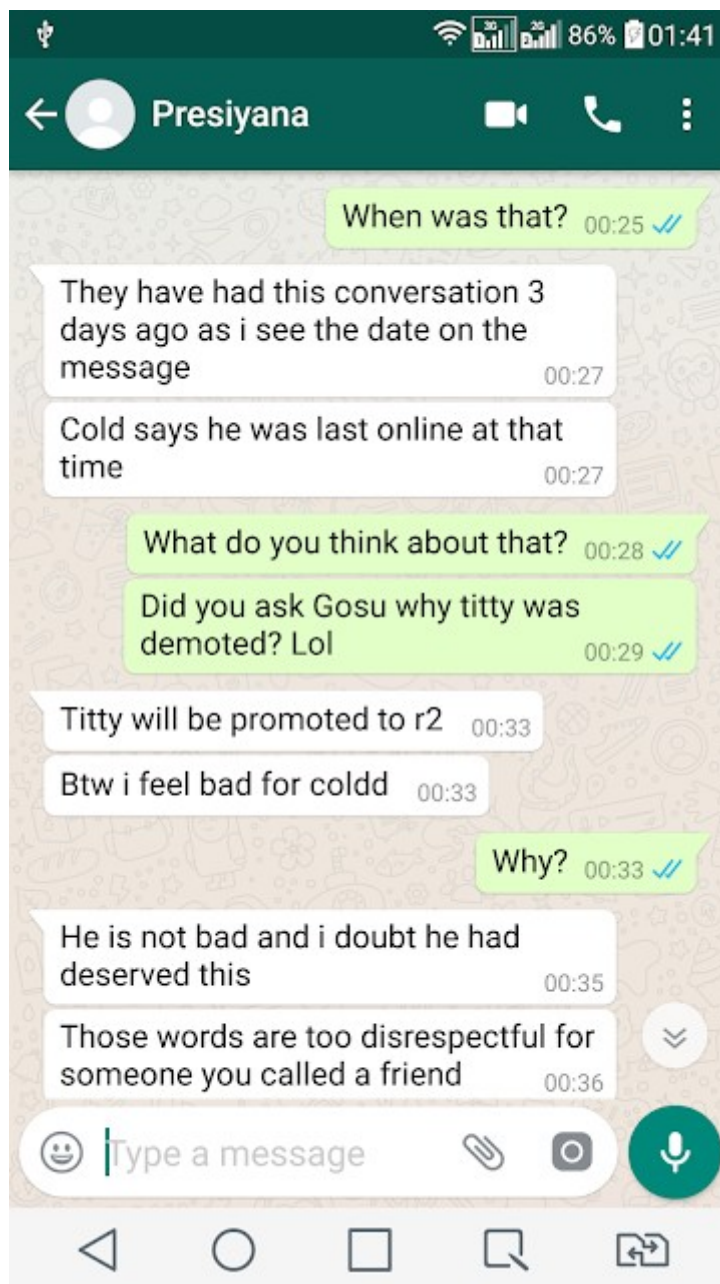 3G 3G 86% 01:41
Presiyana
When was that? 00:25
They have had this conversation 3
days ago as i see the date on the
message 00:27
Cold says he was last online at that
time 00:27
What do you think about that? 00:28
Did you ask Gosu why titty was
demoted? Lol 00:29
Titty will be promoted to r2 00:33
Btw i feel bad for coldd 00:33
Why? 00:33
He is not bad and i doubt he had
deserved this 00:35
Those words are too disrespectful for
someone you called a friend 00:36
Type a message